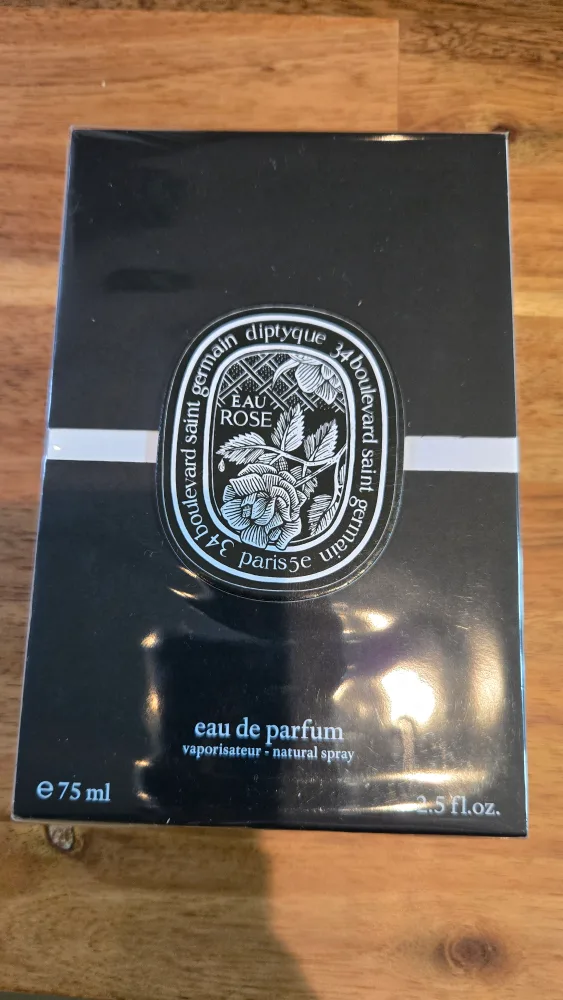 34 boulevard saint germain diptyque 34 boulevard saint germain paris 5e
EAU
ROSE
eau de parfum
vaporisateur - natural spray
e 75 ml
2.5 fl.oz.